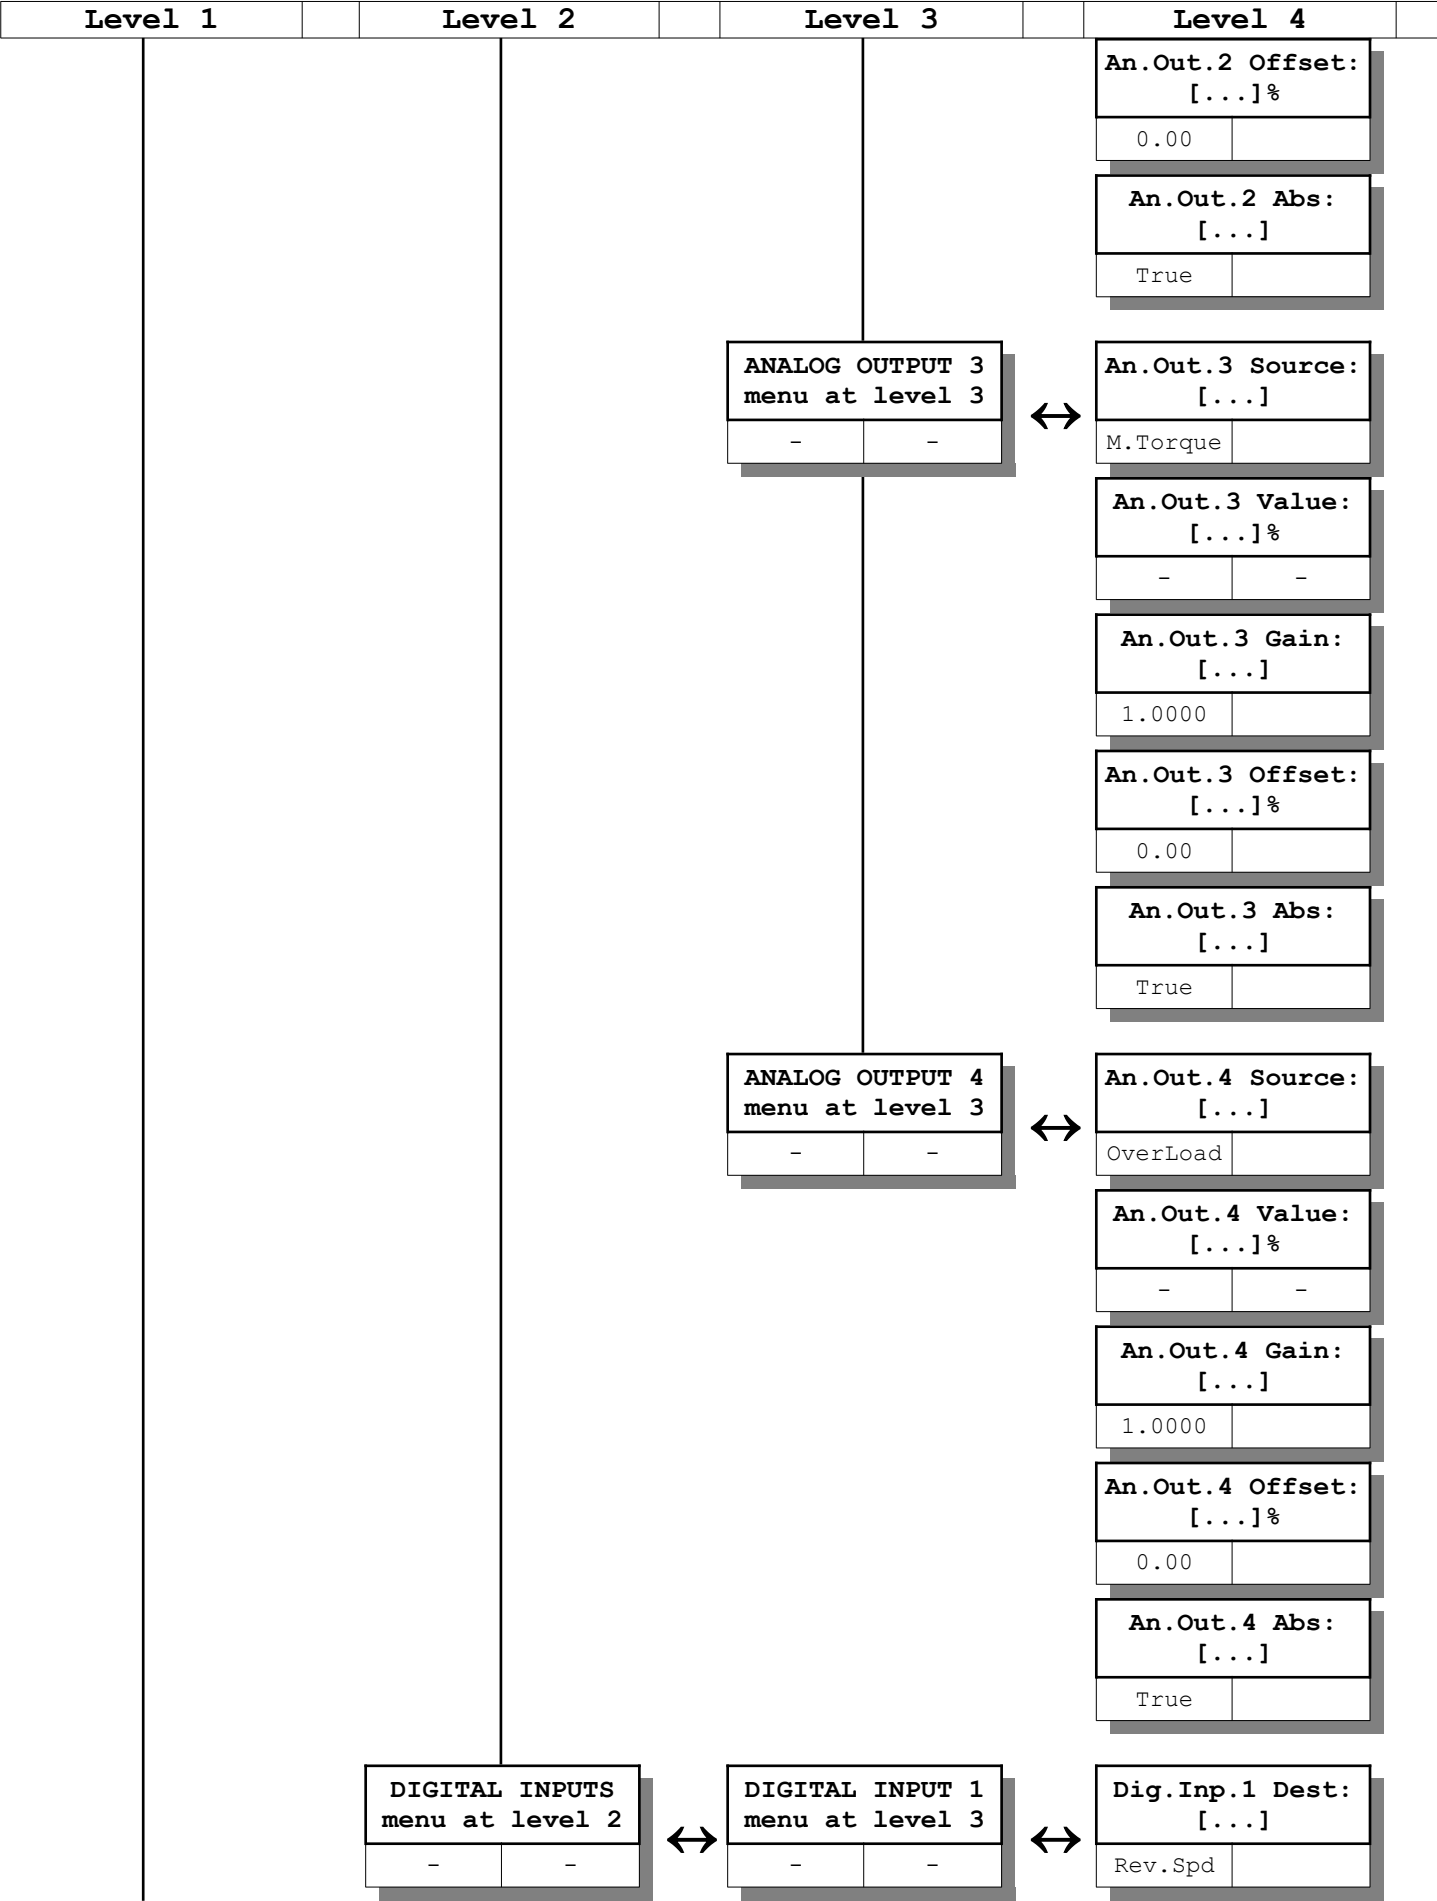 Level 1 Level 2 Level 3 Level 4
An.Out.2 Offset:
[...]%
0.00
An.Out.2 Abs:
[...]
True
ANALOG OUTPUT 3
menu at level 3
- -
↔
An.Out.3 Source:
[...]
M.Torque
An.Out.3 Value:
[...]%
- -
An.Out.3 Gain:
[...]
1.0000
An.Out.3 Offset:
[...]%
0.00
An.Out.3 Abs:
[...]
True
ANALOG OUTPUT 4
menu at level 3
- -
↔
An.Out.4 Source:
[...]
OverLoad
An.Out.4 Value:
[...]%
- -
An.Out.4 Gain:
[...]
1.0000
An.Out.4 Offset:
[...]%
0.00
An.Out.4 Abs:
[...]
True
DIGITAL INPUTS
menu at level 2
- -
↔
DIGITAL INPUT 1
menu at level 3
- -
↔
Dig.Inp.1 Dest:
[...]
Rev.Spd